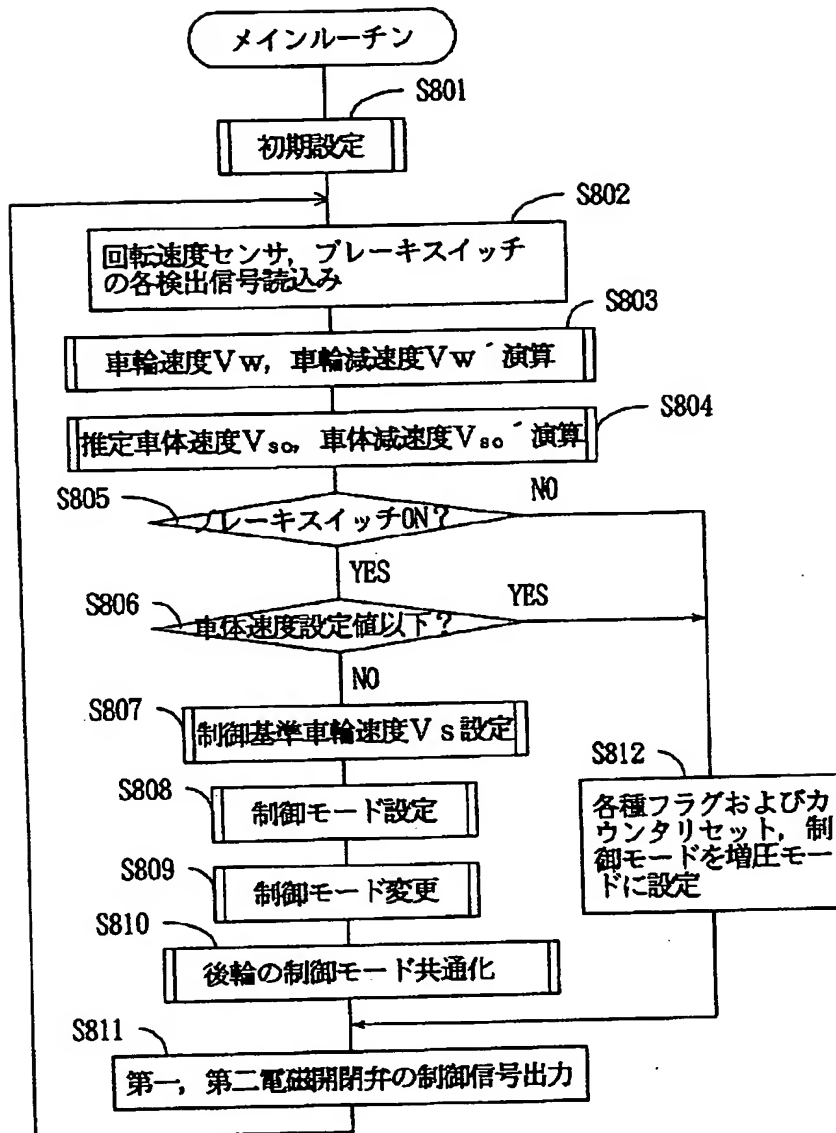 メインルーチン
S801
初期設定
S802
回転速度センサ，ブレーキスイッチ
の各検出信号読込み
S803
車輪速度Vw，車輪減速度Vw´演算
S804
推定車体速度Vso，車体減速度Vso´演算
S805
ブレーキスイッチON？
NO
YES
S806
車体速度設定値以下？
YES
NO
S807
制御基準車輪速度Vs設定
S808
制御モード設定
S809
制御モード変更
S810
後輪の制御モード共通化
S812
各種フラグおよびカ
ウンタリセット，制
御モードを増圧モー
ドに設定
S811
第一，第二電磁開閉弁の制御信号出力